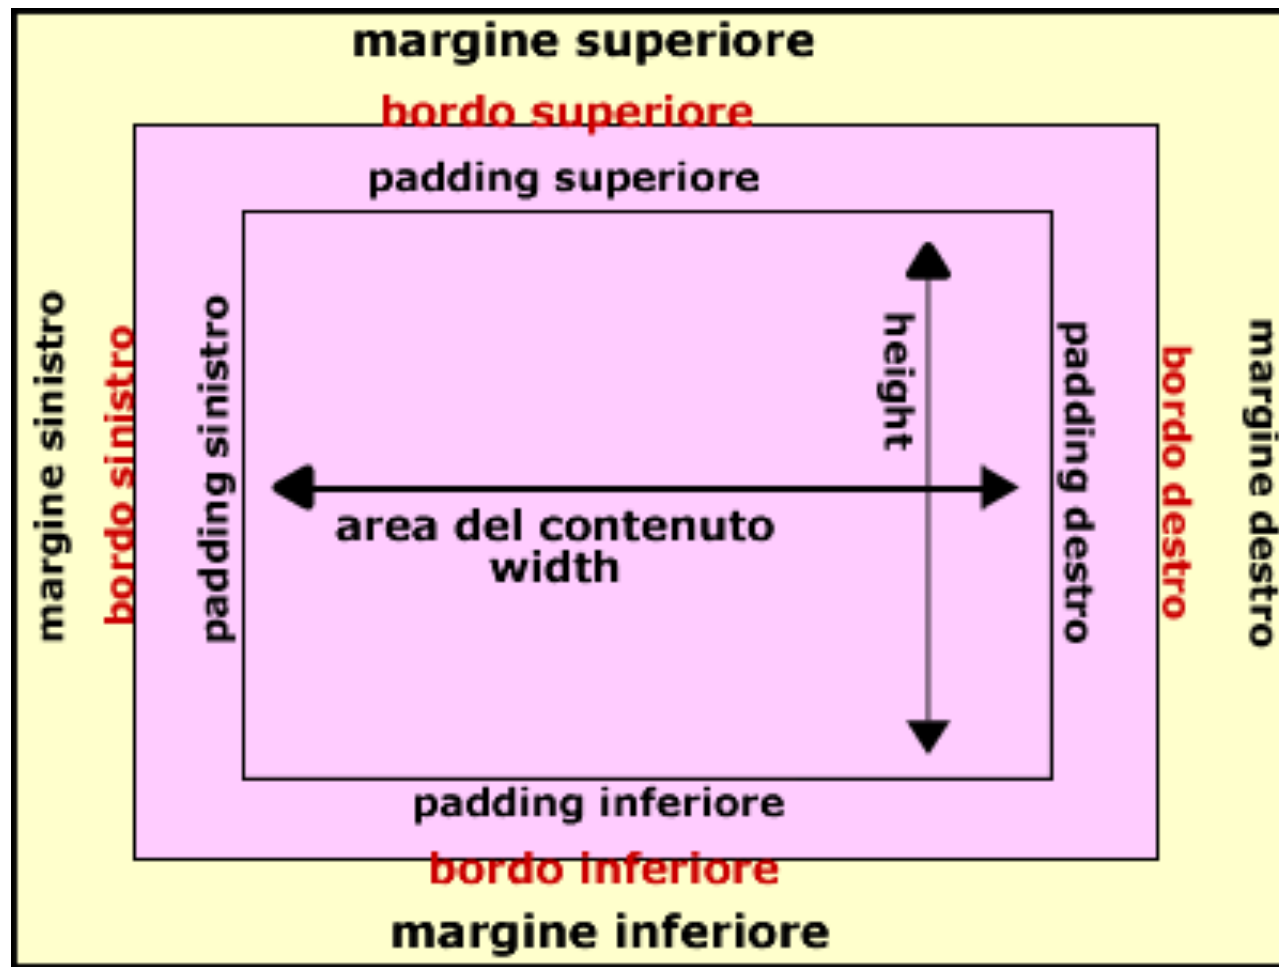 margine superiore
bordo superiore
padding superiore
margine sinistro
bordo sinistro
padding sinistro
height
area del contenuto
width
padding destro
bordo destro
margine destro
padding inferiore
bordo inferiore
margine inferiore